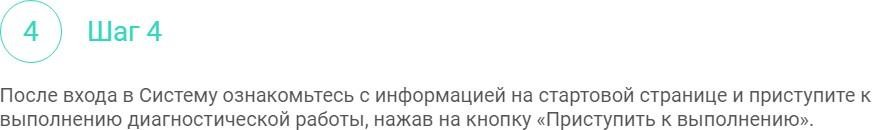 4 Шаг 4
После входа в Систему ознакомьтесь с информацией на стартовой странице и приступите к
выполнению диагностической работы, нажав на кнопку «Приступить к выполнению».